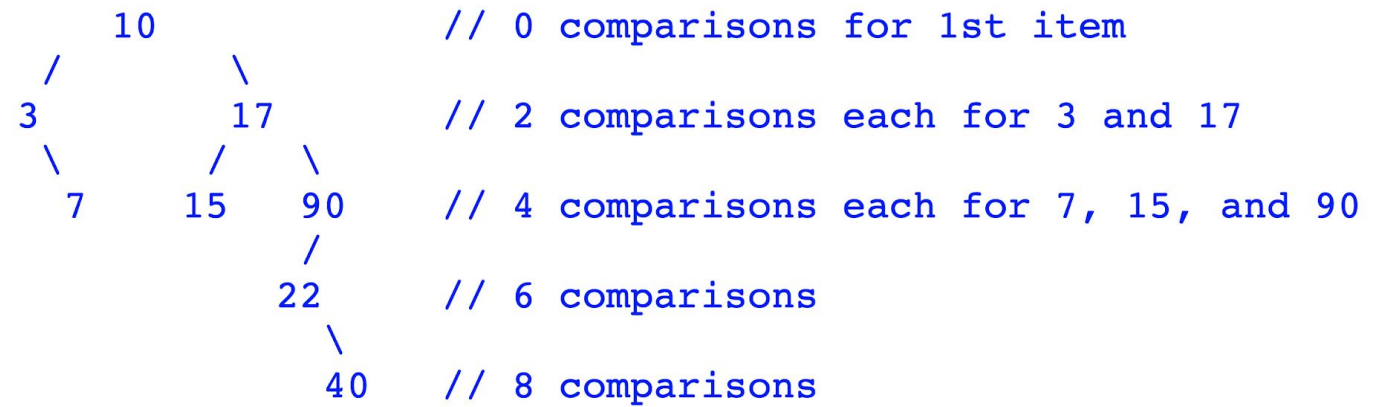 10 // 0 comparisons for 1st item
/ \
3 17 // 2 comparisons each for 3 and 17
\ / \
7 15 90 // 4 comparisons each for 7, 15, and 90
/
22 // 6 comparisons
\
40 // 8 comparisons